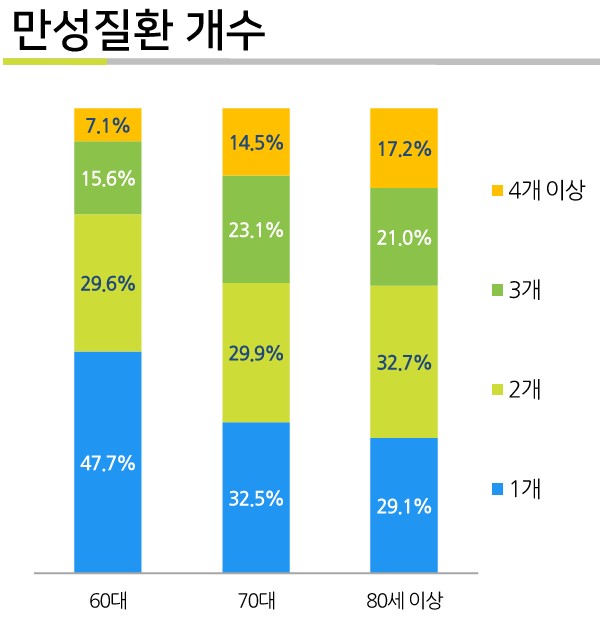 만성질환 개수
7.1% 14.5% 17.2%
4개 이상
15.6% 23.1% 21.0%
3개
29.6% 29.9% 32.7%
2개
47.7% 32.5% 29.1%
1개
60대 70대 80세 이상